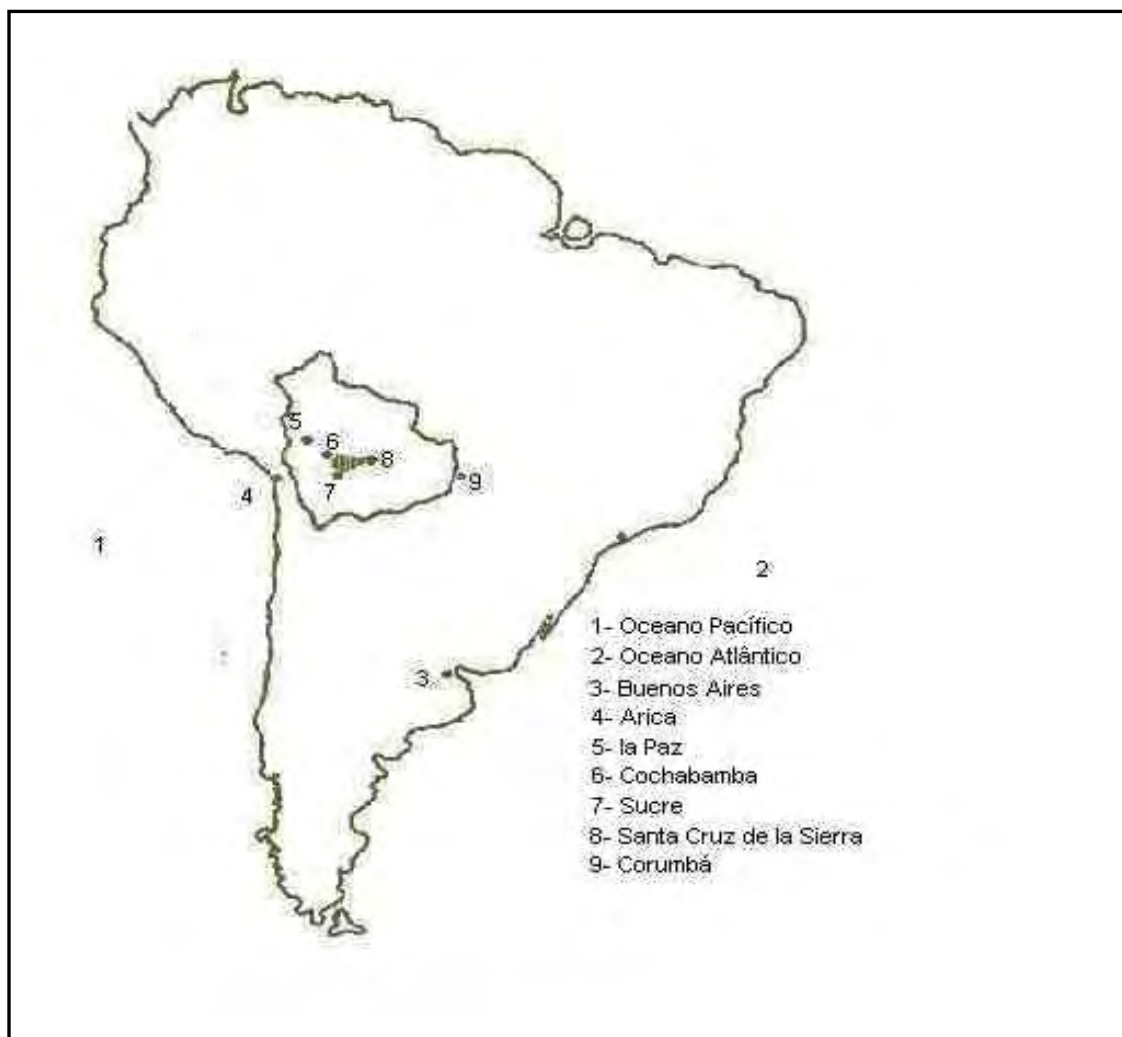 5
6
8
7
9
4
1
2
3
1- Oceano Pacífico
2- Oceano Atlântico
3- Buenos Aires
4- Arica
5- la Paz
6- Cochabamba
7- Sucre
8- Santa Cruz de la Sierra
9- Corumbá